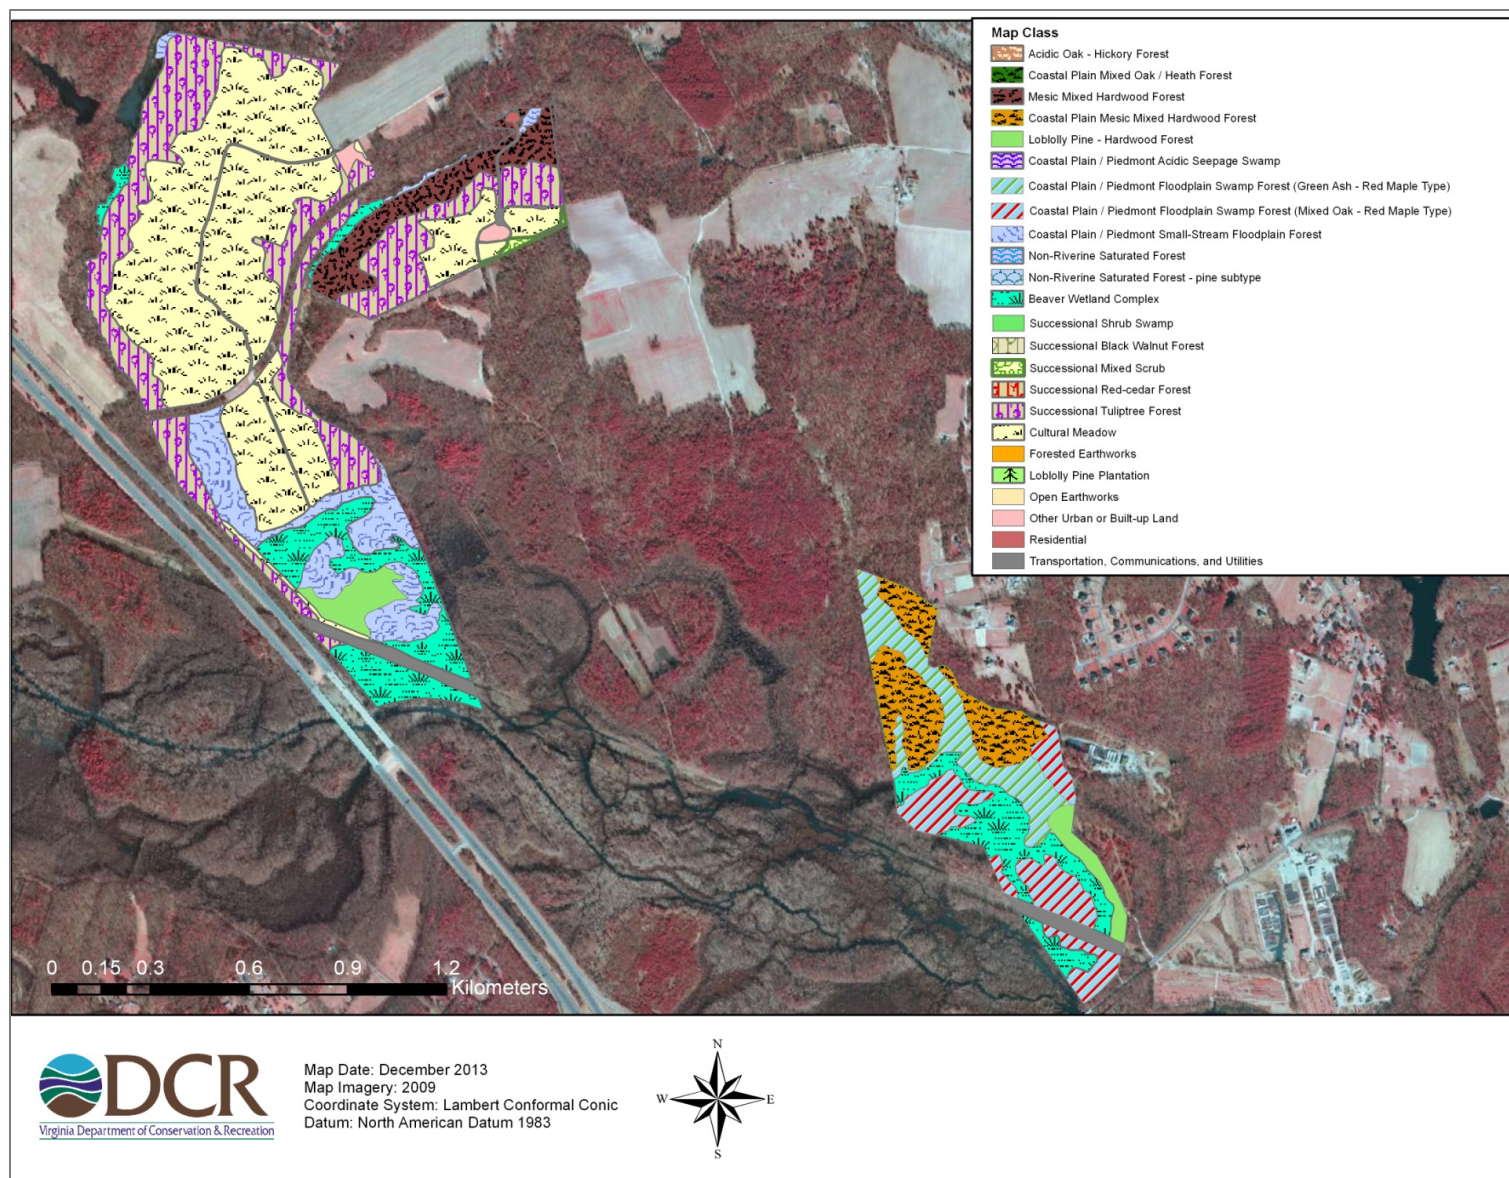 Map Class
Acidic Oak - Hickory Forest
Coastal Plain Mixed Oak / Heath Forest
Mesic Mixed Hardwood Forest
Coastal Plain Mesic Mixed Hardwood Forest
Loblolly Pine - Hardwood Forest
Coastal Plain / Piedmont Acidic Seepage Swamp
Coastal Plain / Piedmont Floodplain Swamp Forest (Green Ash - Red Maple Type)
Coastal Plain / Piedmont Floodplain Swamp Forest (Mixed Oak - Red Maple Type)
Coastal Plain / Piedmont Small-Stream Floodplain Forest
Non-Riverine Saturated Forest
Non-Riverine Saturated Forest - pine subtype
Beaver Wetland Complex
Successional Shrub Swamp
Successional Black Walnut Forest
Successional Mixed Scrub
Successional Red-cedar Forest
Successional Tuliptree Forest
Cultural Meadow
Forested Earthworks
Loblolly Pine Plantation
Open Earthworks
Other Urban or Built-up Land
Residential
Transportation, Communications, and Utilities
0 0.15 0.3 0.6 0.9 1.2
Kilometers
DCR
Virginia Department of Conservation & Recreation
Map Date: December 2013
Map Imagery: 2009
Coordinate System: Lambert Conformal Conic
Datum: North American Datum 1983
N
W E
S